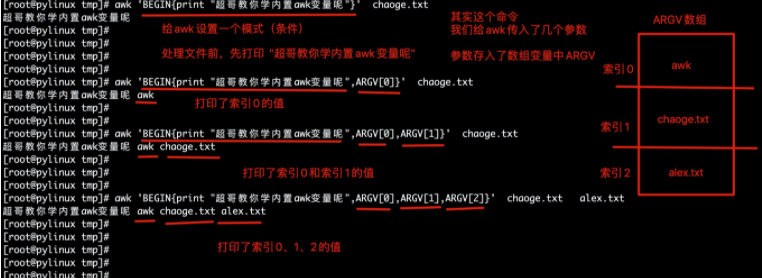 [root@pylinux tmp]# awk 'BEGIN{print "超哥教你学内置awk变量呢"}' chaoge.txt
超哥教你学内置awk变量呢
[root@pylinux tmp]#
给awk设置一个模式（条件）
[root@pylinux tmp]#
[root@pylinux tmp]#
处理文件前，先打印 "超哥教你学内置awk变量呢"
[root@pylinux tmp]#
[root@pylinux tmp]#
其实这个命令
我们给awk传入了几个参数
参数存入了数组变量中ARGV
ARGV数组
索引0
awk
索引1
chaoge.txt
索引2
alex.txt
[root@pylinux tmp]# awk 'BEGIN{print "超哥教你学内置awk变量呢",ARGV[0]}' chaoge.txt
超哥教你学内置awk变量呢 awk
[root@pylinux tmp]#
打印了索引0的值
[root@pylinux tmp]#
[root@pylinux tmp]# awk 'BEGIN{print "超哥教你学内置awk变量呢",ARGV[0],ARGV[1]}' chaoge.txt
超哥教你学内置awk变量呢 awk chaoge.txt
[root@pylinux tmp]#
[root@pylinux tmp]#
打印了索引0和索引1的值
[root@pylinux tmp]#
[root@pylinux tmp]# awk 'BEGIN{print "超哥教你学内置awk变量呢",ARGV[0],ARGV[1],ARGV[2]}' chaoge.txt alex.txt
超哥教你学内置awk变量呢 awk chaoge.txt alex.txt
[root@pylinux tmp]#
[root@pylinux tmp]#
打印了索引0、1、2的值
[root@pylinux tmp]#
[root@pylinux tmp]#